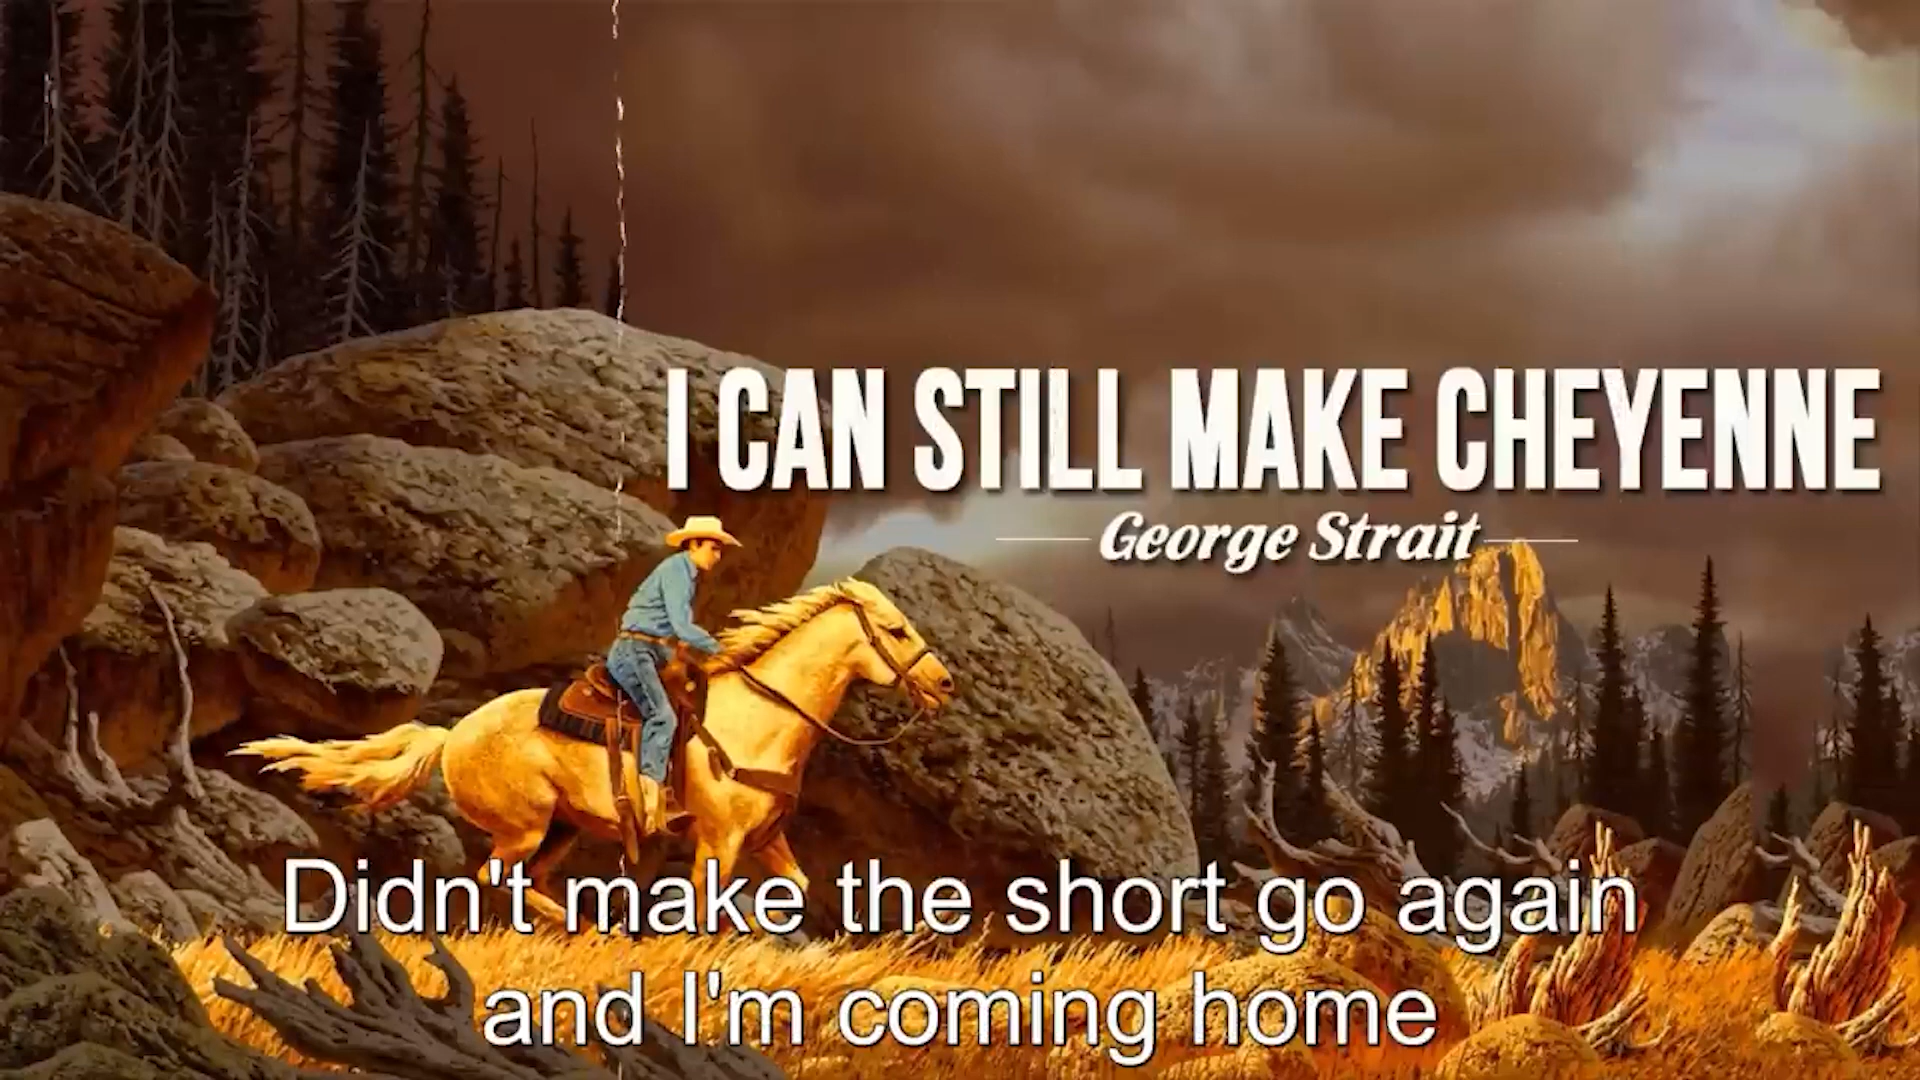 I CAN STILL MAKE CHEYENNE
George Strait
Didn't make the short go again
and I'm coming home